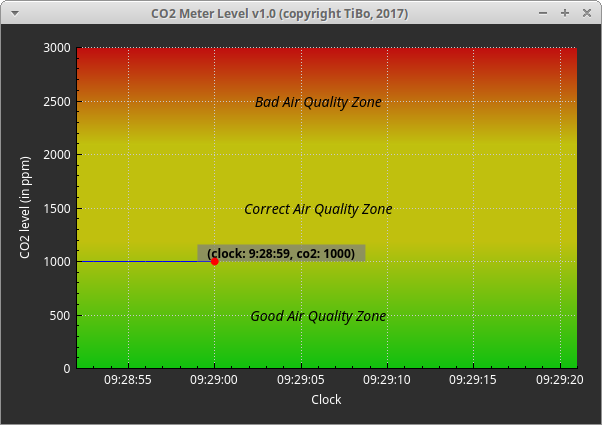 CO2 Meter Level v1.0 (copyright TiBo, 2017)
3000
2500
2000
1500
1000
500
0
CO2 level (in ppm)
Bad Air Quality Zone
Correct Air Quality Zone
(clock: 9:28:59, co2: 1000)
Good Air Quality Zone
09:28:55 09:29:00 09:29:05 09:29:10 09:29:15 09:29:20
Clock